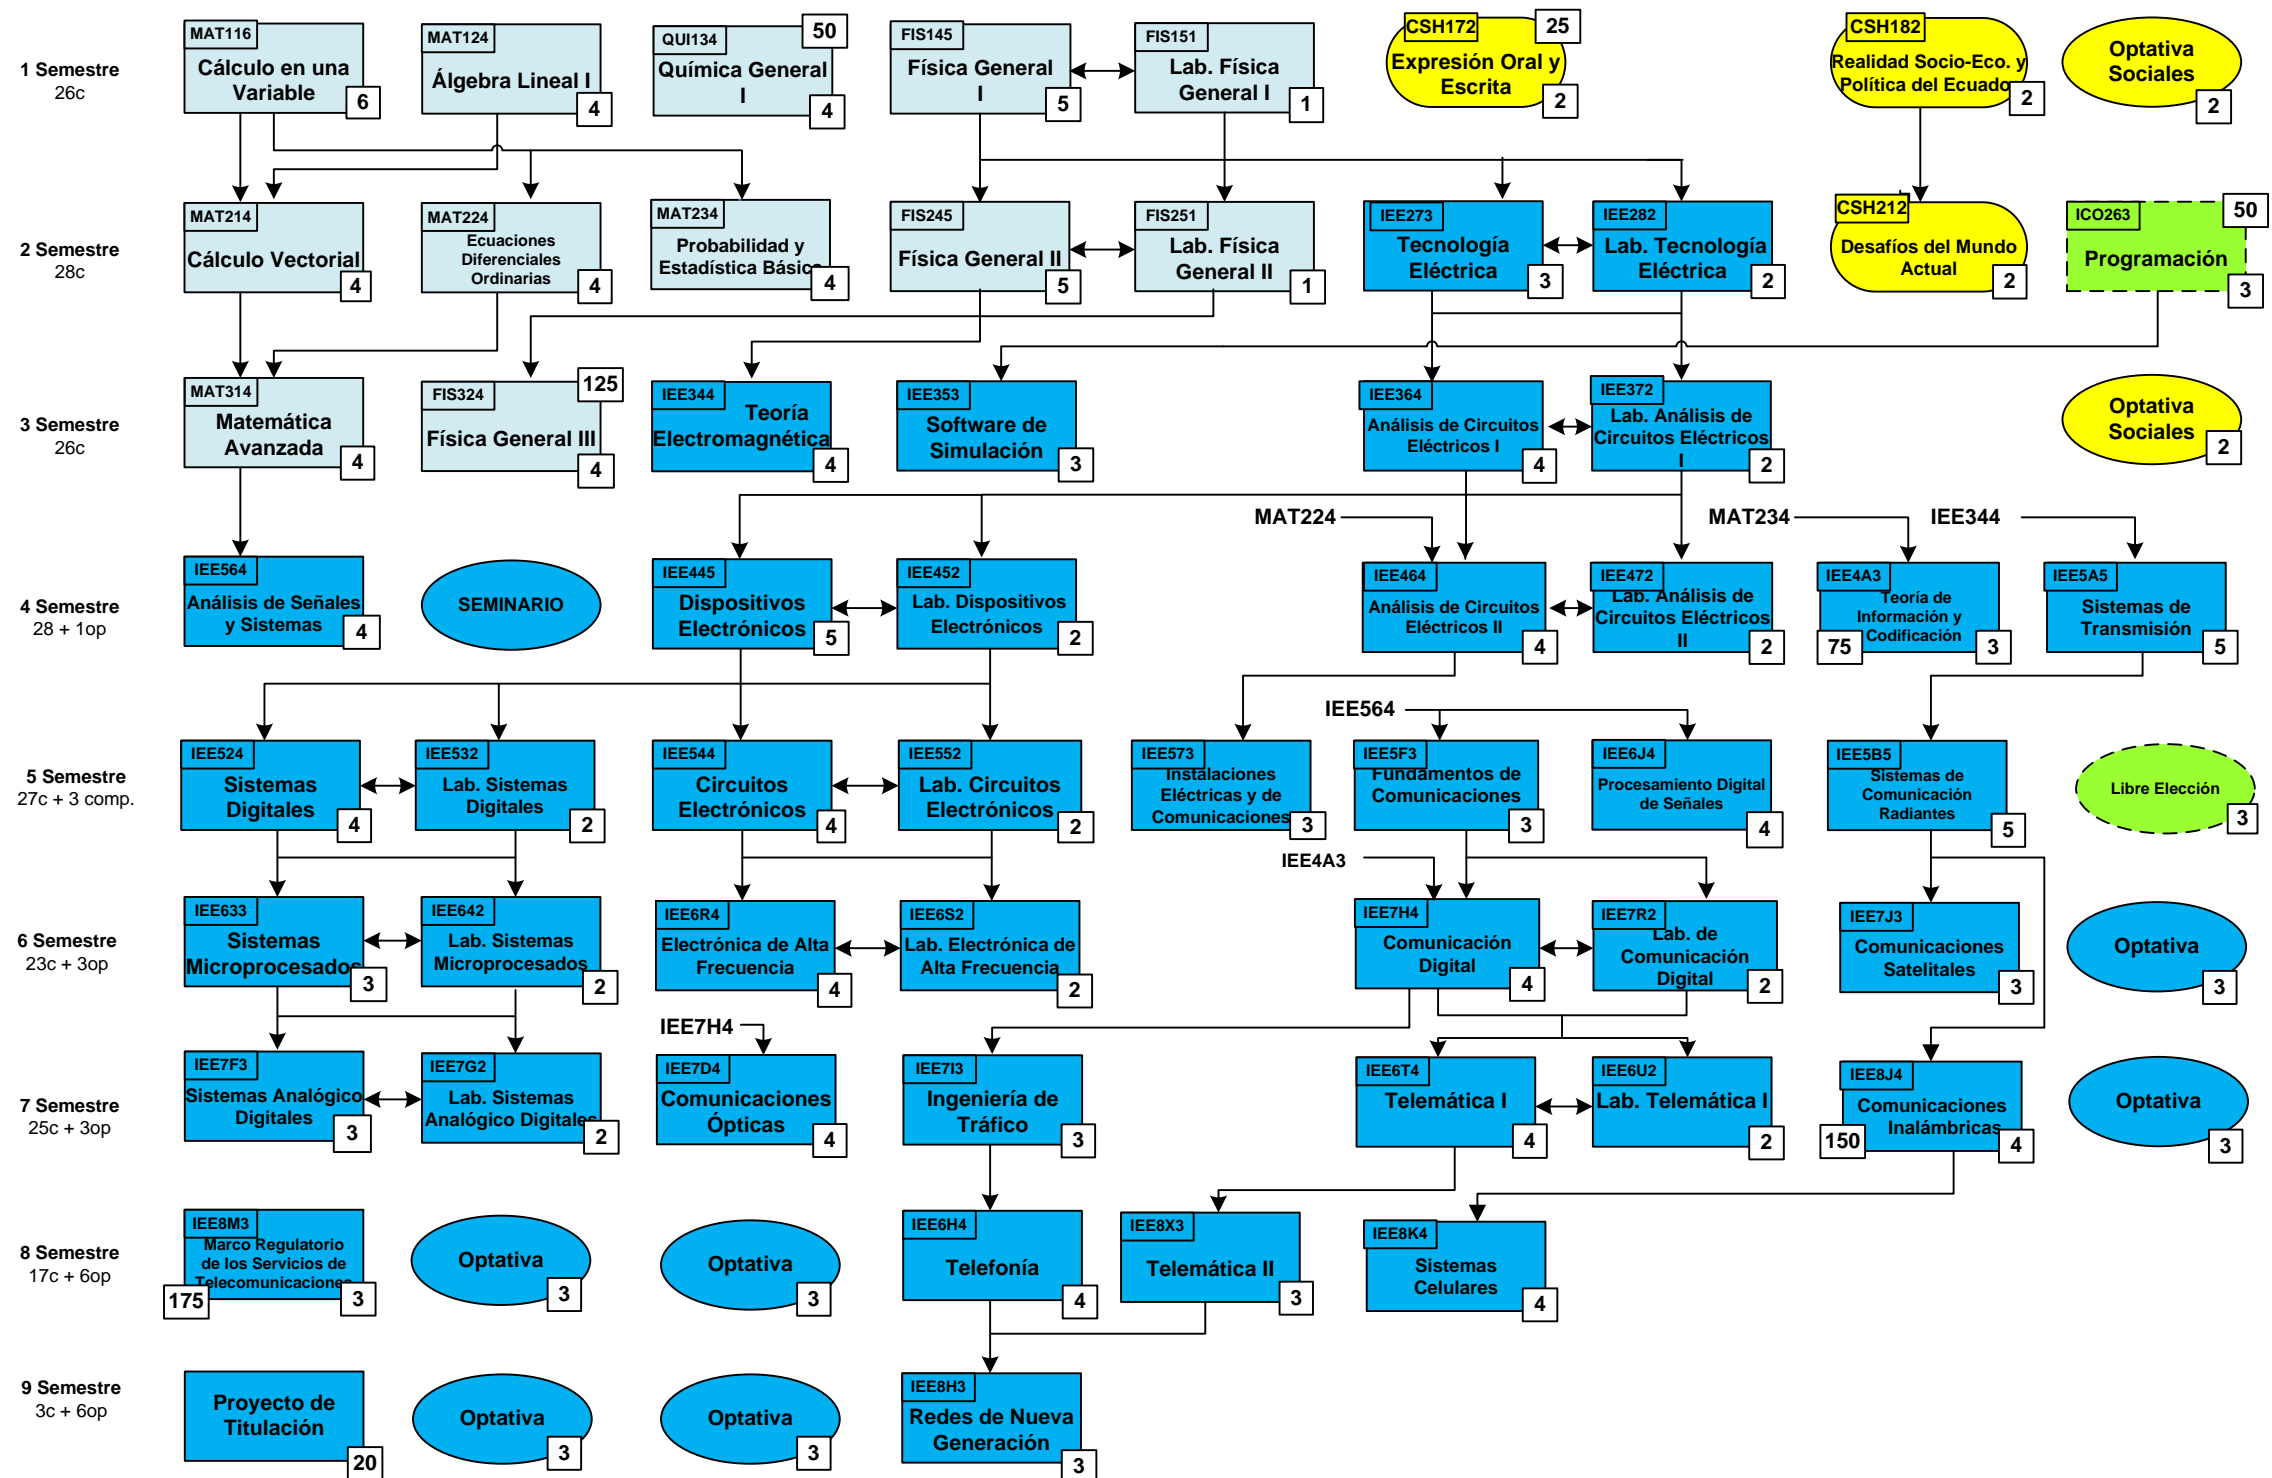 1 Semestre
26c
MAT116
Cálculo en una
Variable
6
MAT124
Álgebra Lineal I
4
QUI134
50
Química General
I
4
FIS145
Física General
I
5
FIS151
Lab. Física
General I
1
CSH172
25
Expresión Oral y
Escrita
2
CSH182
Realidad Socio-Eco. y
Política del Ecuador
2
Optativa
Sociales
2
2 Semestre
28c
MAT214
Cálculo Vectorial
4
MAT224
Ecuaciones
Diferenciales
Ordinarias
4
MAT234
Probabilidad y
Estadística Básica
4
FIS245
Física General II
5
FIS251
Lab. Física
General II
1
IEE273
Tecnología
Eléctrica
3
IEE282
Lab. Tecnología
Eléctrica
2
CSH212
Desafíos del Mundo
Actual
2
ICO263
50
Programación
3
3 Semestre
26c
MAT314
Matemática
Avanzada
4
FIS324
125
Física General III
4
IEE344
Teoría
Electromagnética
4
IEE353
Software de
Simulación
3
IEE364
Análisis de Circuitos
Eléctricos I
4
IEE372
Lab. Análisis de
Circuitos Eléctricos
I
2
Optativa
Sociales
2
MAT224
MAT234
IEE344
4 Semestre
28 + 1op
IEE564
Análisis de Señales
y Sistemas
4
SEMINARIO
IEE445
Dispositivos
Electrónicos
5
IEE452
Lab. Dispositivos
Electrónicos
2
IEE464
Análisis de Circuitos
Eléctricos II
4
IEE472
Lab. Análisis de
Circuitos Eléctricos
II
2
IEE4A3
Teoría de
Información y
Codificación
75
3
IEE5A5
Sistemas de
Transmisión
5
IEE564
5 Semestre
27c + 3 comp.
IEE524
Sistemas
Digitales
4
IEE532
Lab. Sistemas
Digitales
2
IEE544
Circuitos
Electrónicos
4
IEE552
Lab. Circuitos
Electrónicos
2
IEE573
Instalaciones
Eléctricas y de
Comunicaciones
3
IEE5F3
Fundamentos de
Comunicaciones
3
IEE6J4
Procesamiento Digital
de Señales
4
IEE5B5
Sistemas de
Comunicación
Radiantes
5
Libre Elección
3
IEE4A3
6 Semestre
23c + 3op
IEE633
Sistemas
Microprocesados
3
IEE642
Lab. Sistemas
Microprocesados
2
IEE6R4
Electrónica de Alta
Frecuencia
4
IEE6S2
Lab. Electrónica de
Alta Frecuencia
2
IEE7H4
Comunicación
Digital
4
IEE7R2
Lab. de
Comunicación
Digital
2
IEE7J3
Comunicaciones
Satelitales
3
Optativa
3
IEE7H4
7 Semestre
25c + 3op
IEE7F3
Sistemas Analógico
Digitales
3
IEE7G2
Lab. Sistemas
Analógico Digitales
2
IEE7D4
Comunicaciones
Ópticas
4
IEE7I3
Ingeniería de
Tráfico
3
IEE6T4
Telemática I
4
IEE6U2
Lab. Telemática I
2
IEE8J4
Comunicaciones
Inalámbricas
150
4
Optativa
3
8 Semestre
17c + 6op
IEE8M3
Marco Regulatorio
de los Servicios de
Telecomunicaciones
175
3
Optativa
3
Optativa
3
IEE6H4
Telefonía
4
IEE8X3
Telemática II
3
IEE8K4
Sistemas
Celulares
4
9 Semestre
3c + 6op
Proyecto de
Titulación
20
Optativa
3
Optativa
3
IEE8H3
Redes de Nueva
Generación
3